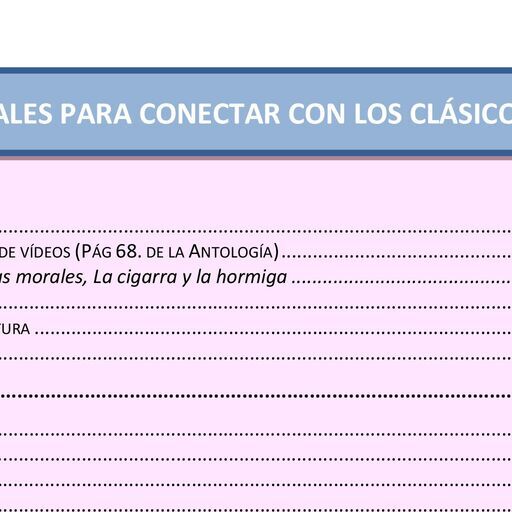 ALES PARA CONECTAR CON LOS CLÁSICO
................................................................................
DE VÍDEOS (PÁG 68. DE LA ANTOLOGÍA)....................................
as morales, La cigarra y la hormiga ..................................
................................................................................
TURA .........................................................................
................................................................................
................................................................................
................................................................................
................................................................................
................................................................................
................................................................................